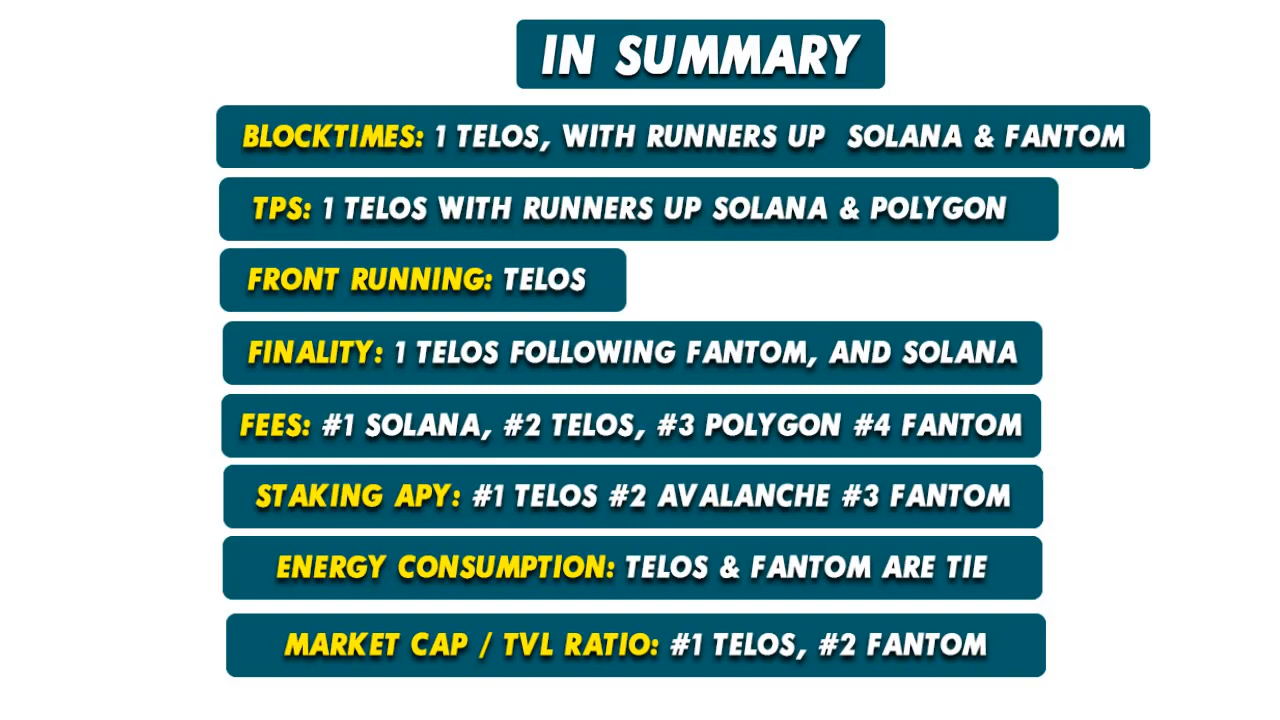 IN SUMMARY
BLOCKTIMES: 1 TELOS, WITH RUNNERS UP SOLANA & FANTOM
TPS: 1 TELOS WITH RUNNERS UP SOLANA & POLYGON
FRONT RUNNING: TELOS
FINALITY: 1 TELOS FOLLOWING FANTOM, AND SOLANA
FEES: #1 SOLANA, #2 TELOS, #3 POLYGON #4 FANTOM
STAKING APY: #1 TELOS #2 AVALANCHE #3 FANTOM
ENERGY CONSUMPTION: TELOS & FANTOM ARE TIE
MARKET CAP / TVL RATIO: #1 TELOS, #2 FANTOM